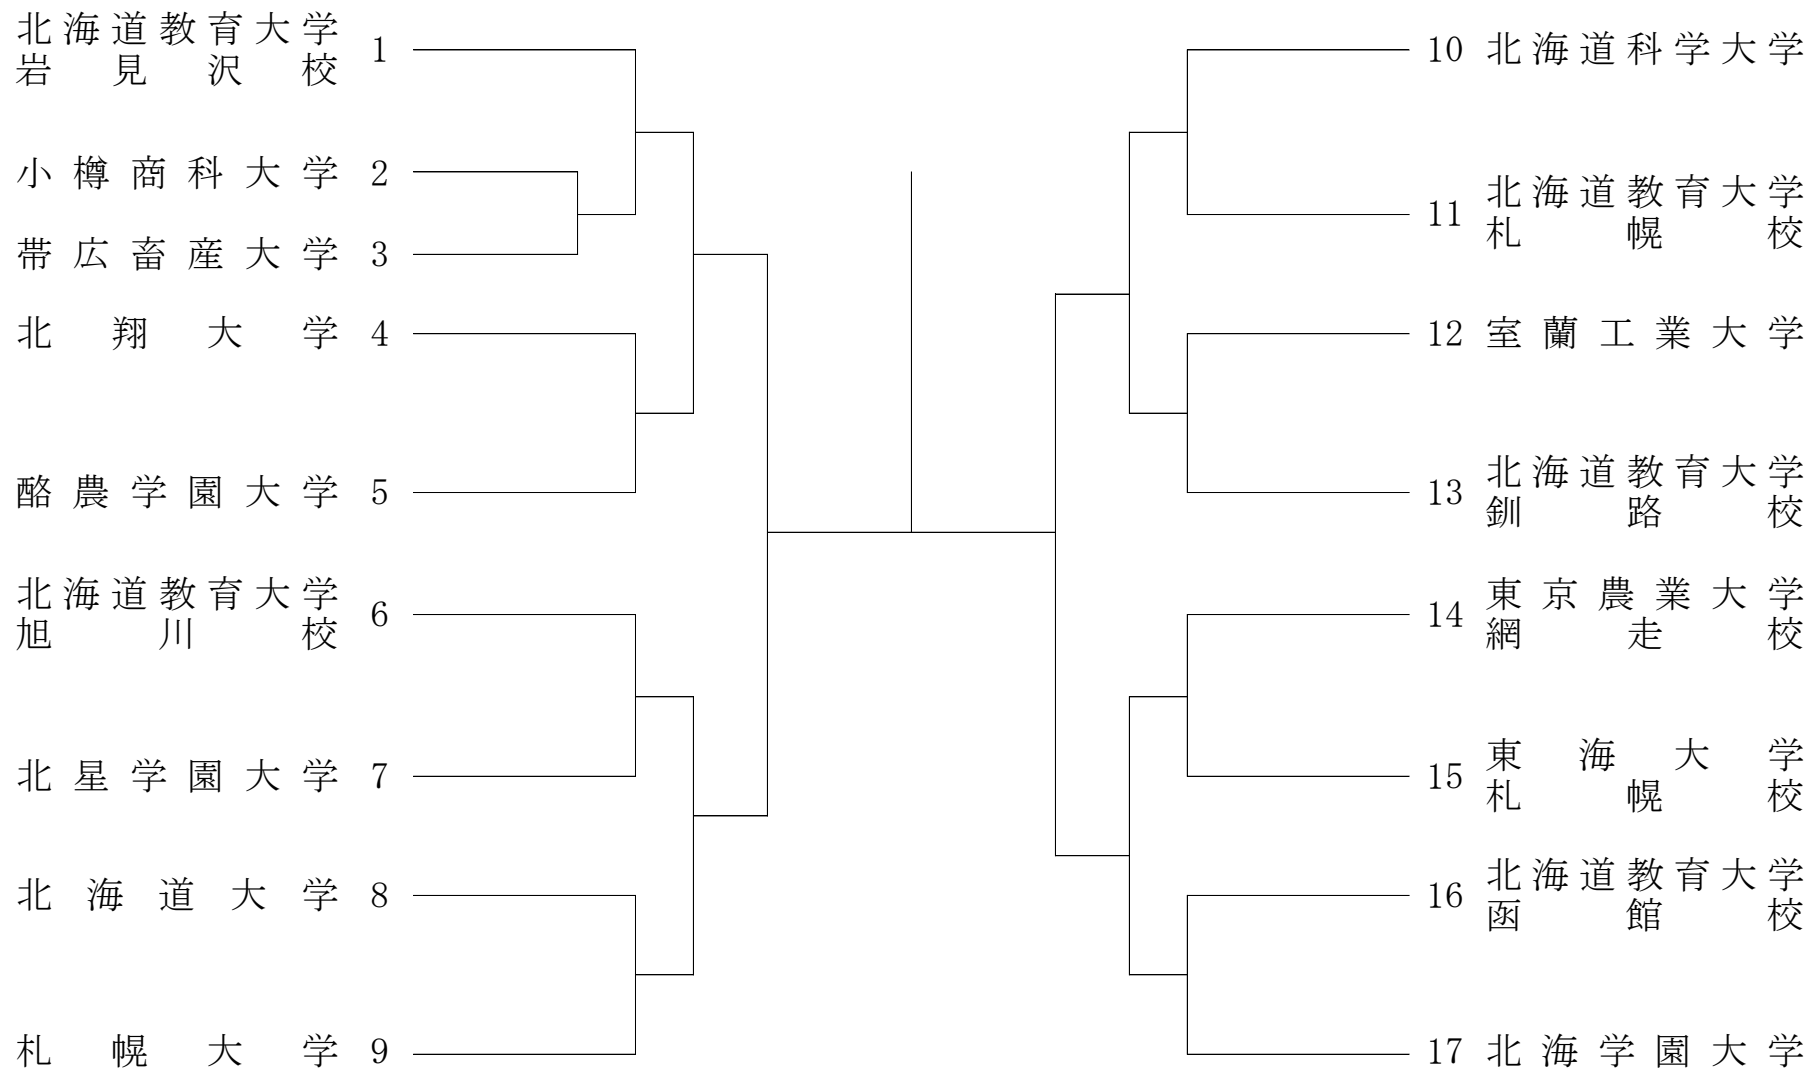 北海道教育大学
岩見沢校 1
小樽商科大学 2
帯広畜産大学 3
北翔大学 4
酪農学園大学 5
北海道教育大学
旭川校 6
北星学園大学 7
北海道大学 8
札幌大学 9
10 北海道科学大学
11 北海道教育大学
札幌校
12 室蘭工業大学
13 北海道教育大学
釧路校
14 東京農業大学
網走校
15 東海大学
札幌校
16 北海道教育大学
函館校
17 北海学園大学